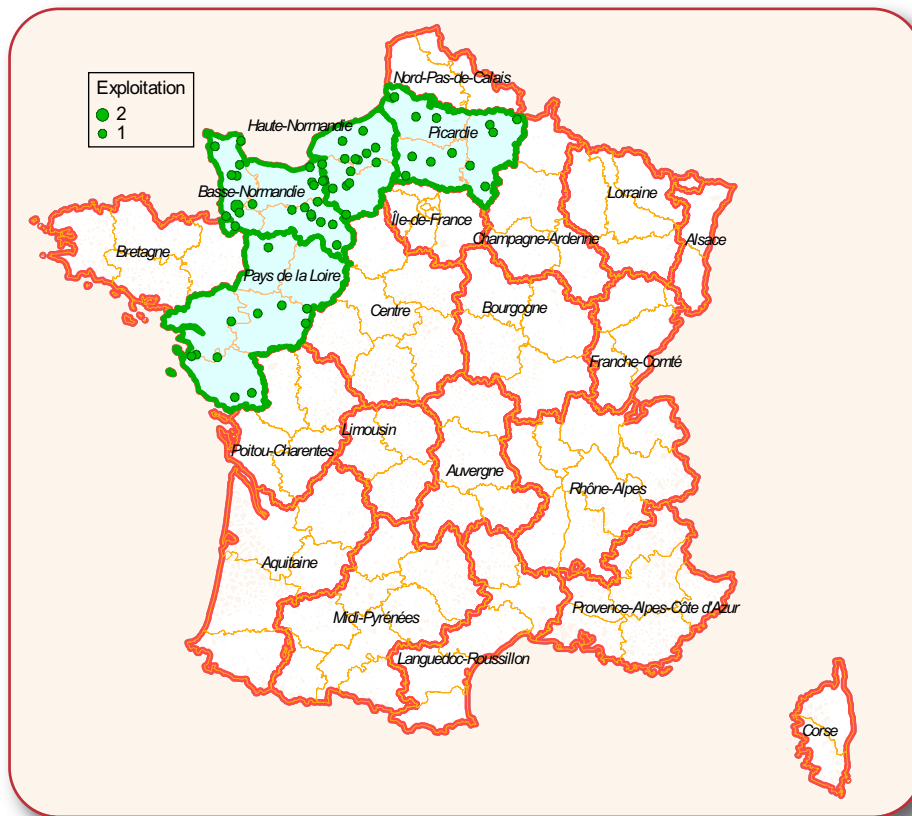 Nord-Pas-de-Calais
Exploitation
2
1
Haute-Normandie
Picardie
Basse-Normandie
Lorraine
Île-de-France
Champagne-Ardenne
Alsace
Bretagne
Pays de la Loire
Centre
Bourgogne
Franche-Comté
Limousin
Poitou-Charentes
Auvergne
Rhône-Alpes
Aquitaine
Provence-Alpes-Côte d'Azur
Midi-Pyrénées
Languedoc-Roussillon
Corse